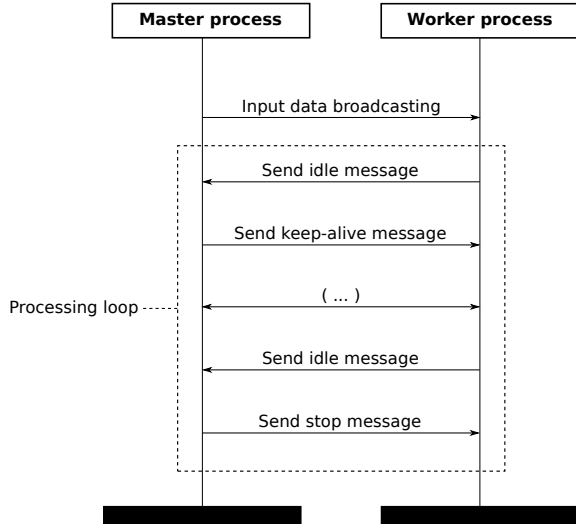 Master process
Worker process
Input data broadcasting
Send idle message
Send keep-alive message
( ... )
Processing loop
Send idle message
Send stop message